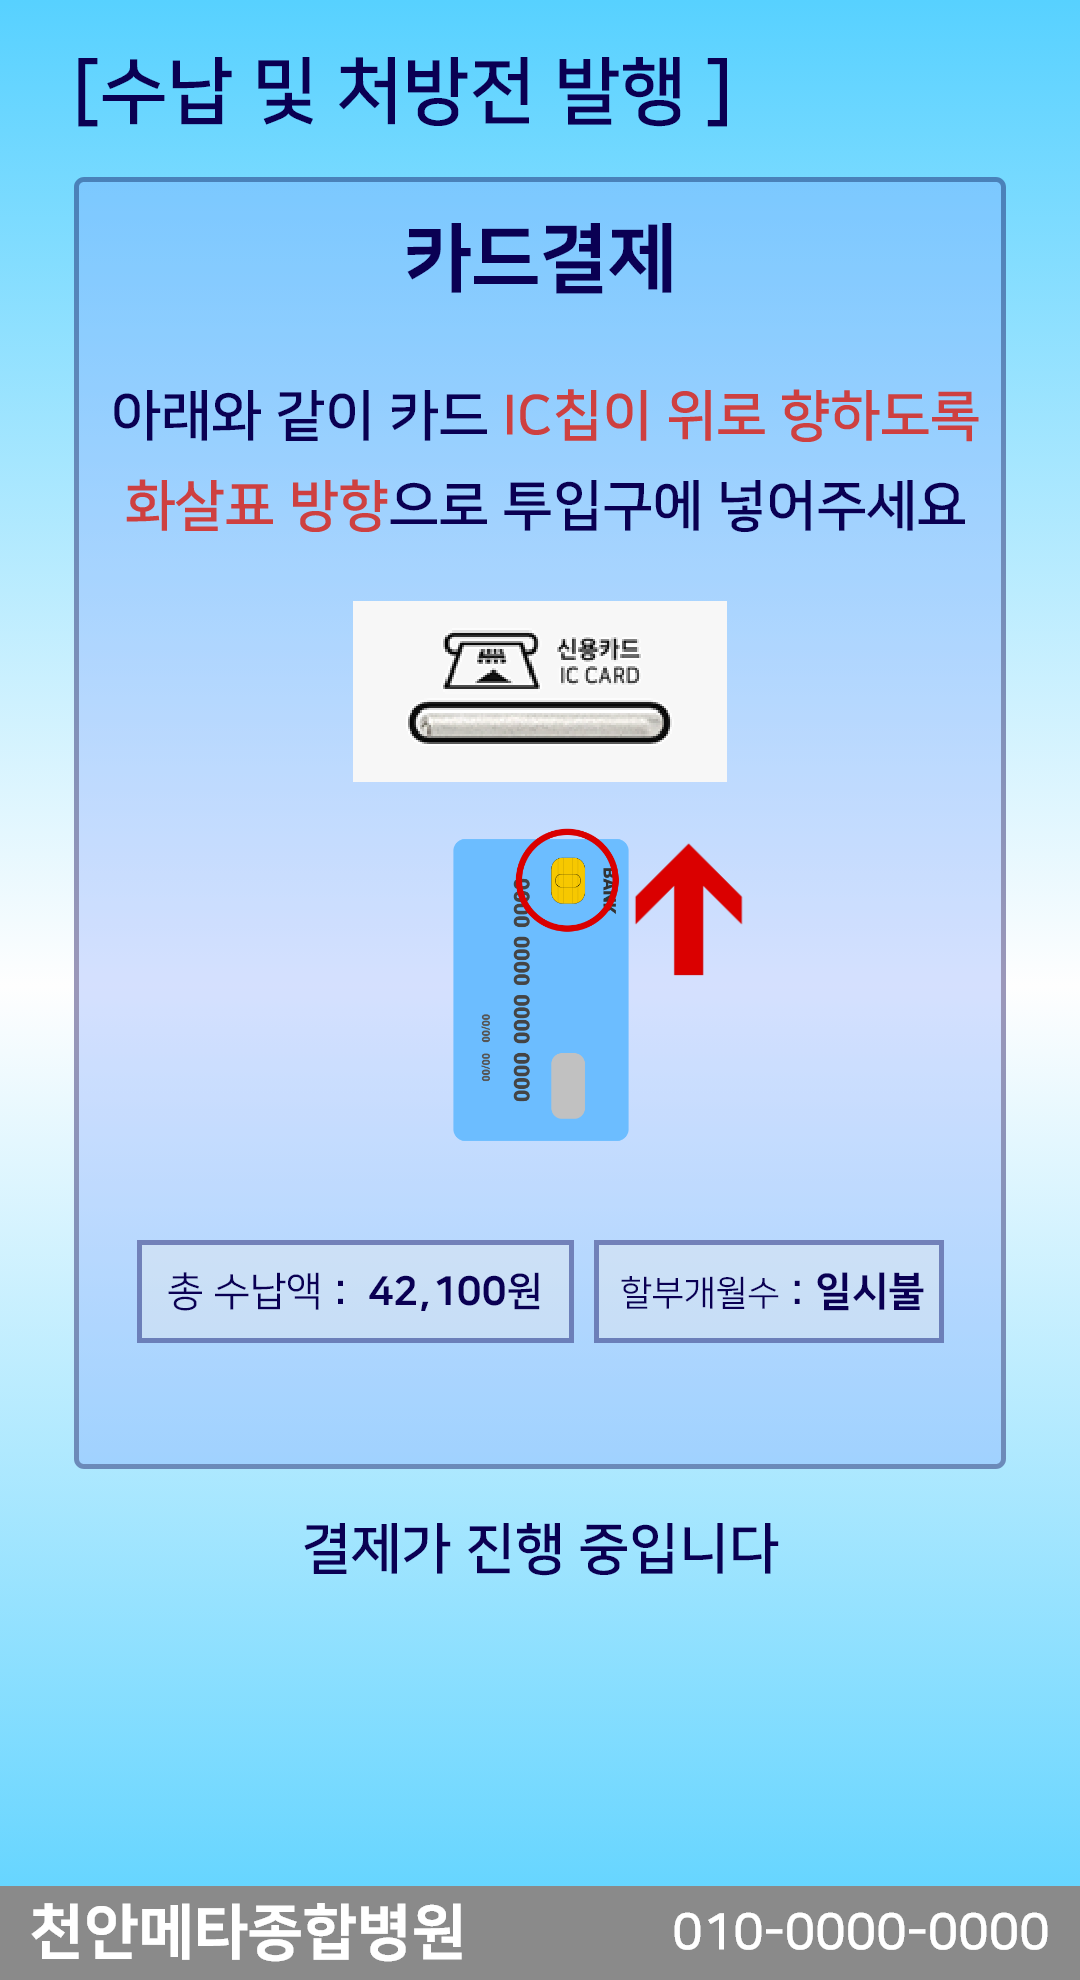 [수납 및 처방전 발행 ]
카드결제
아래와 같이 카드 IC칩이 위로 향하도록
화살표 방향으로 투입구에 넣어주세요
신용카드
IC CARD
BANK
0000 0000 0000 0000
00/00 00/00
총 수납액 : 42,100원
할부개월수 : 일시불
결제가 진행 중입니다
천안메타종합병원
010-0000-0000